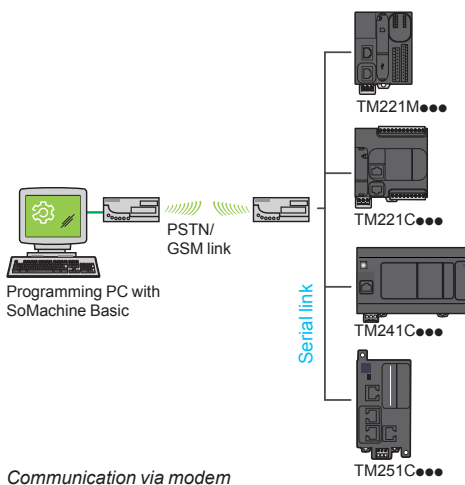 TM221M●●●
TM221C●●●
PSTN/
GSM link
Programming PC with
SoMachine Basic
Serial link
TM241C●●●
TM251C●●●
Communication via modem